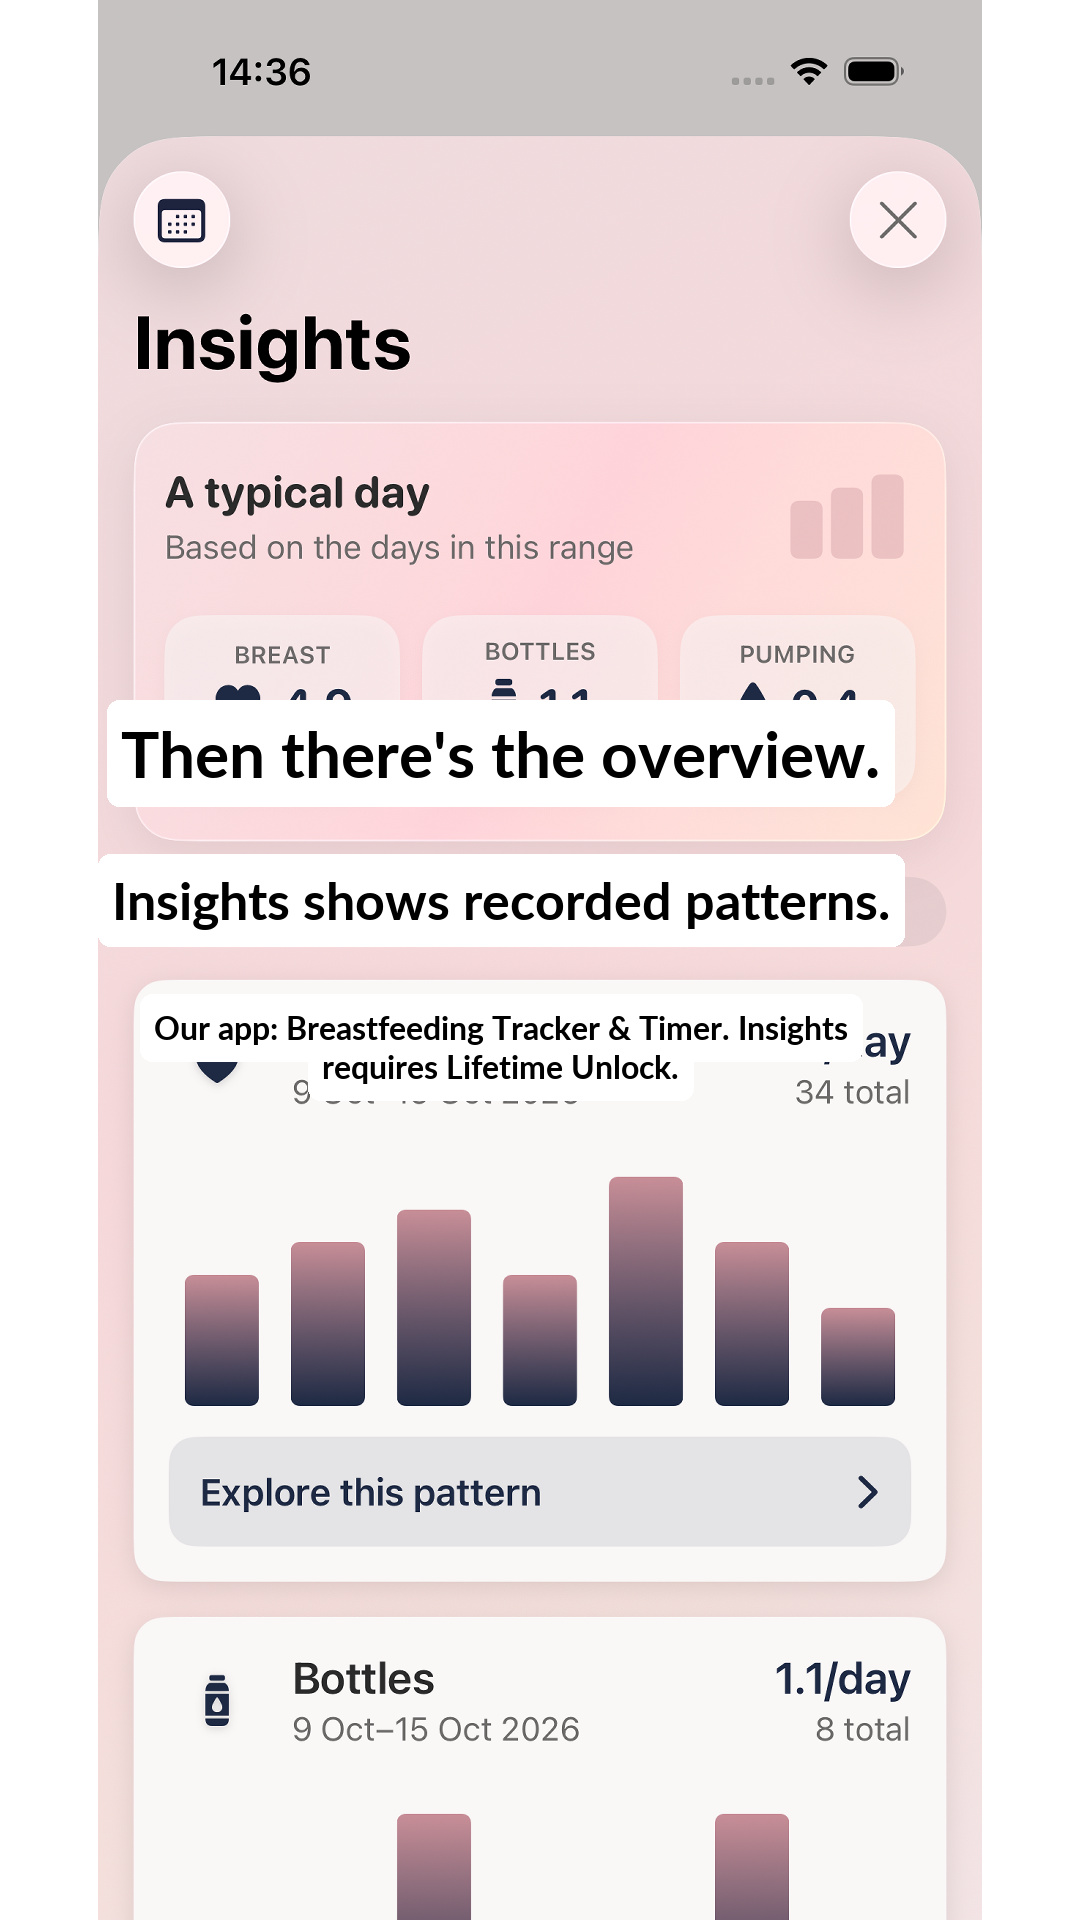 14:36
Insights
A typical day
Based on the days in this range
BREAST
BOTTLES
PUMPING
Then there's the overview.
Insights shows recorded patterns.
Our app: Breastfeeding Tracker & Timer. Insights
requires Lifetime Unlock.
34 total
Explore this pattern
Bottles
1.1/day
9 Oct–15 Oct 2026
8 total